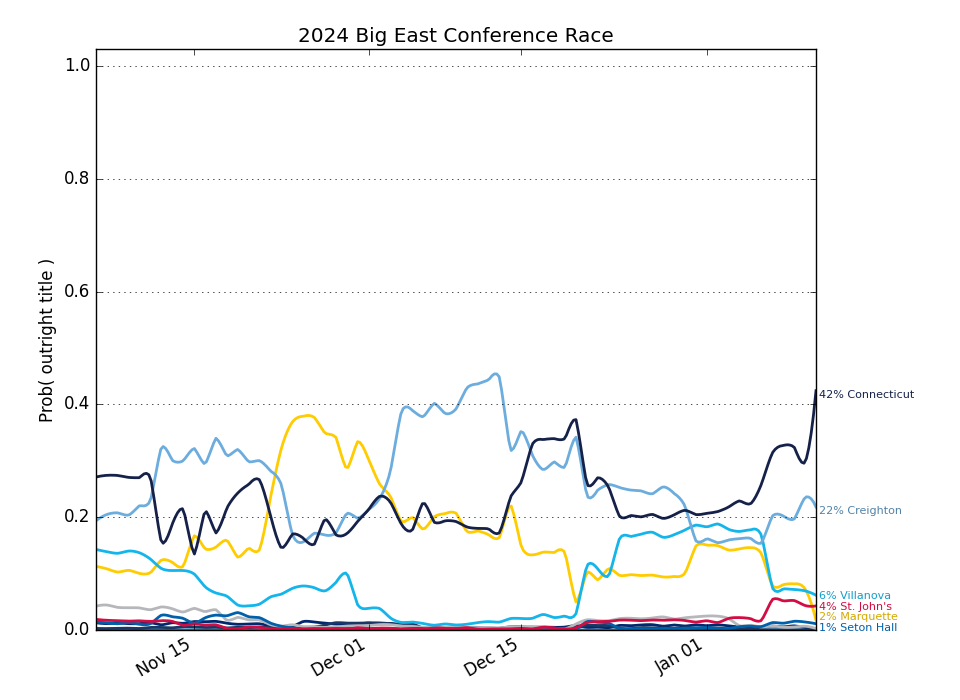 2024 Big East Conference Race
Prob( outright title )
1.0
0.8
0.6
0.4
0.2
0.0
Nov 15
Dec 01
Dec 15
Jan 01
42% Connecticut
22% Creighton
6% Villanova
4% St. John's
2% Marquette
1% Seton Hall